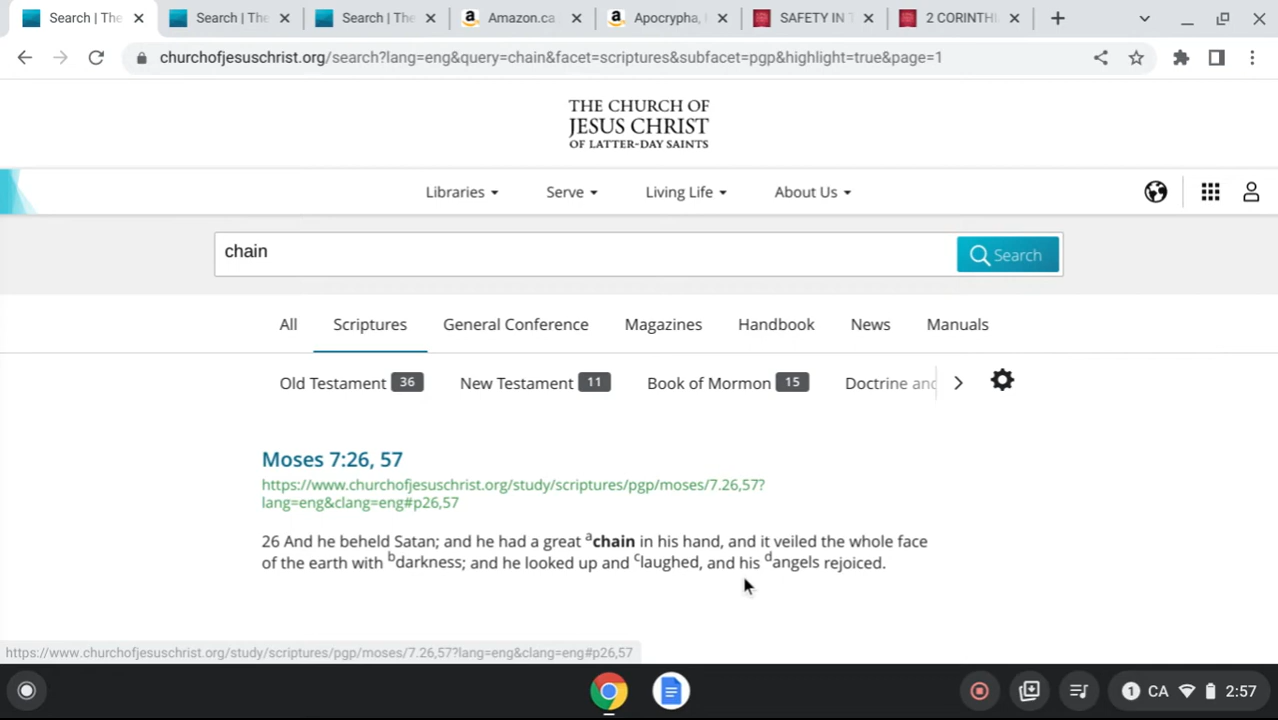 Search | The
Search | The
Search | The
Amazon.ca
Apocrypha,
SAFETY IN T
2 CORINTHI
churchofjesuschrist.org/search?lang=eng&query=chain&facet=scriptures&subfacet=pgp&highlight=true&page=1
THE CHURCH OF
JESUS CHRIST
OF LATTER-DAY SAINTS
Libraries
Serve
Living Life
About Us
chain
Search
All
Scriptures
General Conference
Magazines
Handbook
News
Manuals
Old Testament 36
New Testament 11
Book of Mormon 15
Doctrine and
Moses 7:26, 57
https://www.churchofjesuschrist.org/study/scriptures/pgp/moses/7.26,57?
lang=eng&clang=eng#p26,57
26 And he beheld Satan; and he had a great achain in his hand, and it veiled the whole face
of the earth with bdarkness; and he looked up and claughed, and his dangels rejoiced.
https://www.churchofjesuschrist.org/study/scriptures/pgp/moses/7.26,57?lang=eng&clang=eng#p26,57
1 CA 2:57